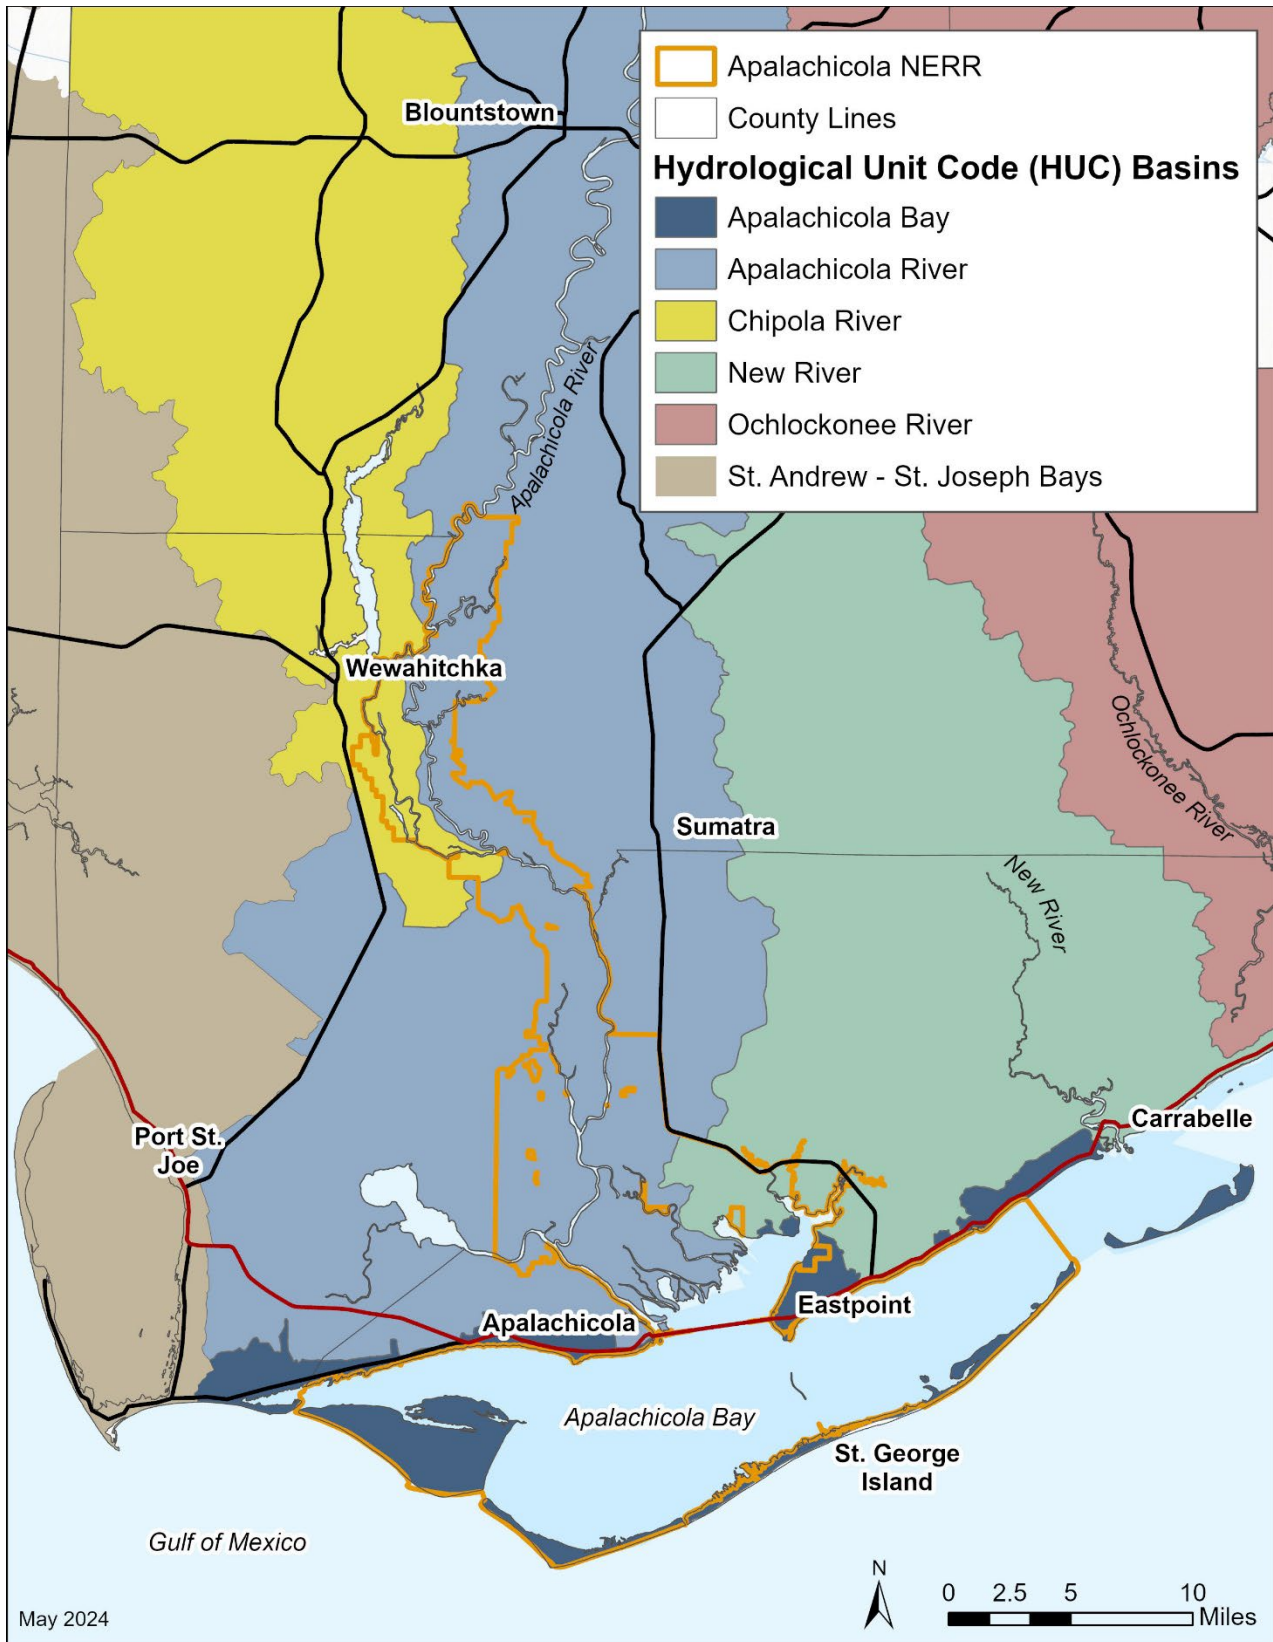 Apalachicola NERR
County Lines
Hydrological Unit Code (HUC) Basins
Apalachicola Bay
Apalachicola River
Chipola River
New River
Ochlockonee River
St. Andrew - St. Joseph Bays
Blountstown
Apalachicola River
Wewahitchka
Ochlockonee River
Sumatra
New River
Carrabelle
Port St.
Joe
Eastpoint
Apalachicola
Apalachicola Bay
St. George
Island
Gulf of Mexico
N
0 2.5 5 10
Miles
May 2024